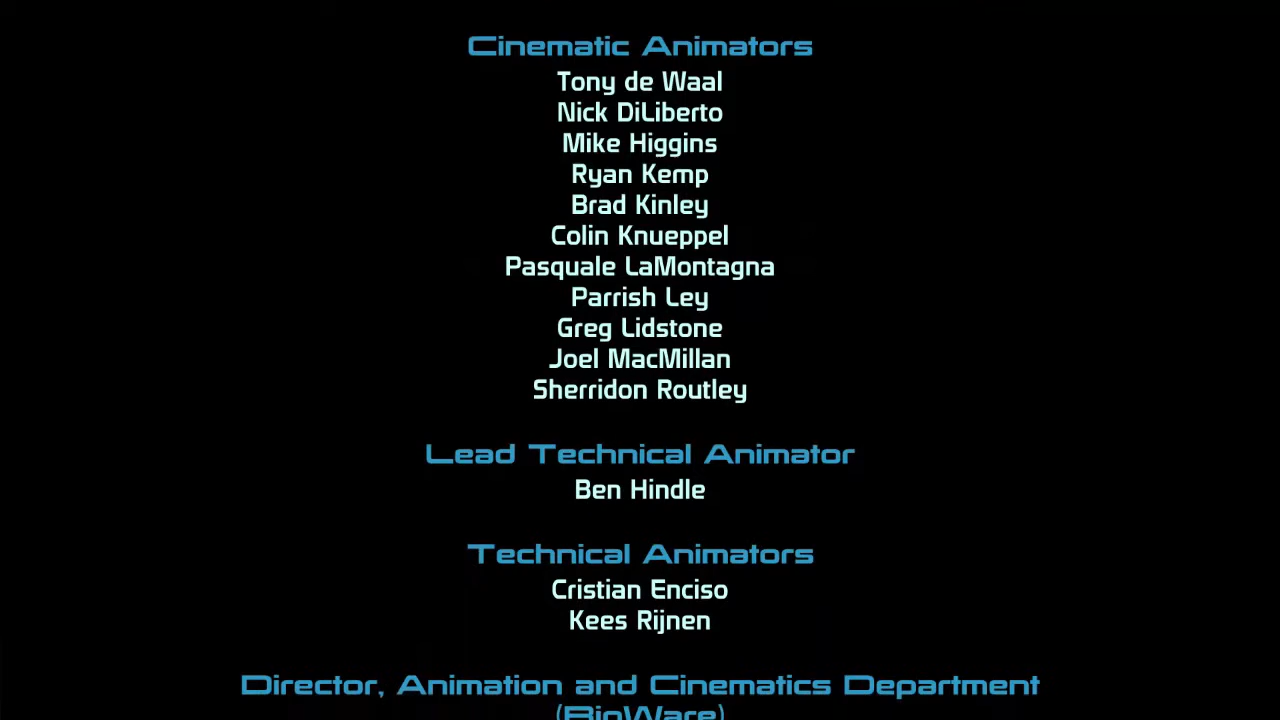 Cinematic Animators
Tony de Waal
Nick DiLiberto
Mike Higgins
Ryan Kemp
Brad Kinley
Colin Knueppel
Pasquale LaMontagna
Parrish Ley
Greg Lidstone
Joel MacMillan
Sherridon Routley
Lead Technical Animator
Ben Hindle
Technical Animators
Cristian Enciso
Kees Rijnen
Director, Animation and Cinematics Department
(BioWare)